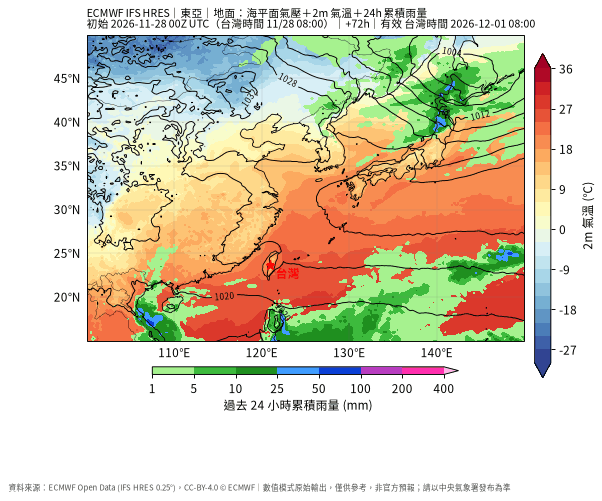 ECMWF IFS HRES｜東亞｜地面：海平面氣壓＋2m 氣溫＋24h 累積雨量
初始 2026-11-28 00Z UTC（台灣時間 11/28 08:00）｜+72h｜有效 台灣時間 2026-12-01 08:00
45°N
40°N
35°N
30°N
25°N
20°N
110°E
120°E
130°E
140°E
1004
1028
1012
1020
台灣
36
27
18
9
0
-9
-18
-27
2m 氣溫 (°C)
1
5
10
25
50
100
200
400
過去 24 小時累積雨量 (mm)
資料來源：ECMWF Open Data (IFS HRES 0.25°)，CC-BY-4.0 © ECMWF｜數值模式原始輸出，僅供參考，非官方預報；請以中央氣象署發布為準